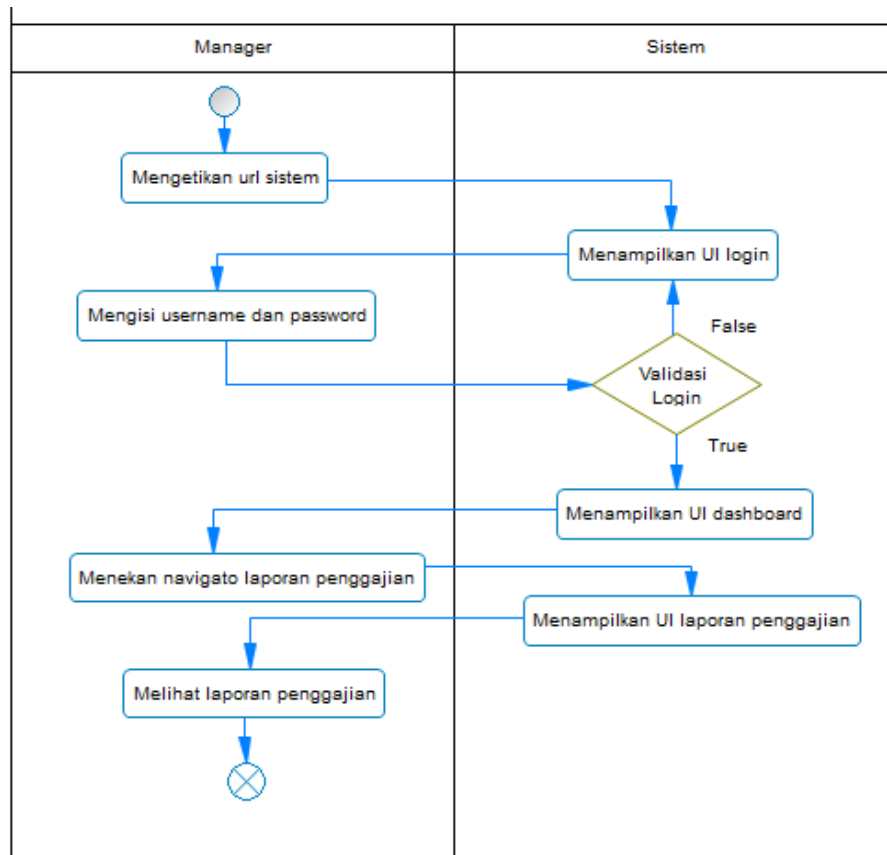 Manager
Sistem
Mengetikan url sistem
Menampilkan UI login
Mengisi username dan password
False
Validasi
Login
True
Menampilkan UI dashboard
Menekan navigato laporan penggajian
Menampilkan UI laporan penggajian
Melihat laporan penggajian